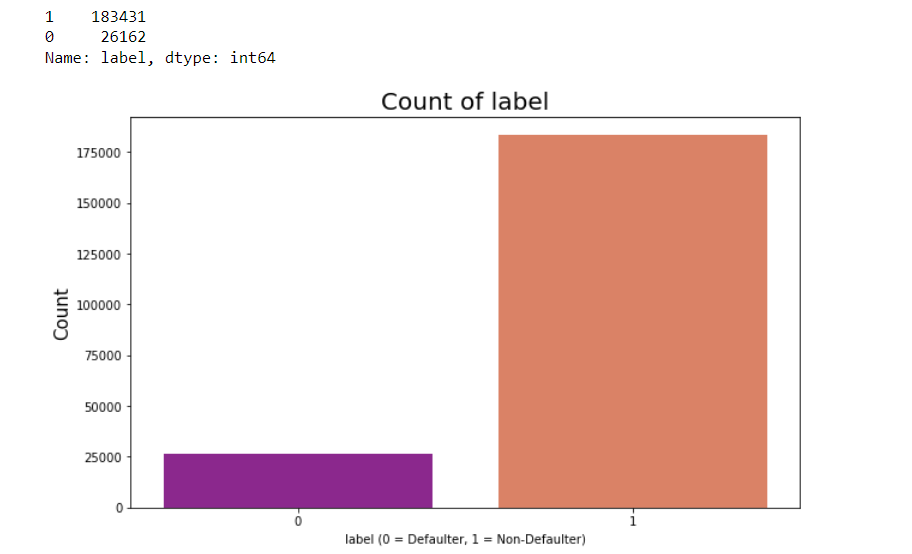 1    183431
0     26162
Name: label, dtype: int64
Count of label
175000
150000
125000
100000
75000
50000
25000
0
Count
0 1
label (0 = Defaulter, 1 = Non-Defaulter)